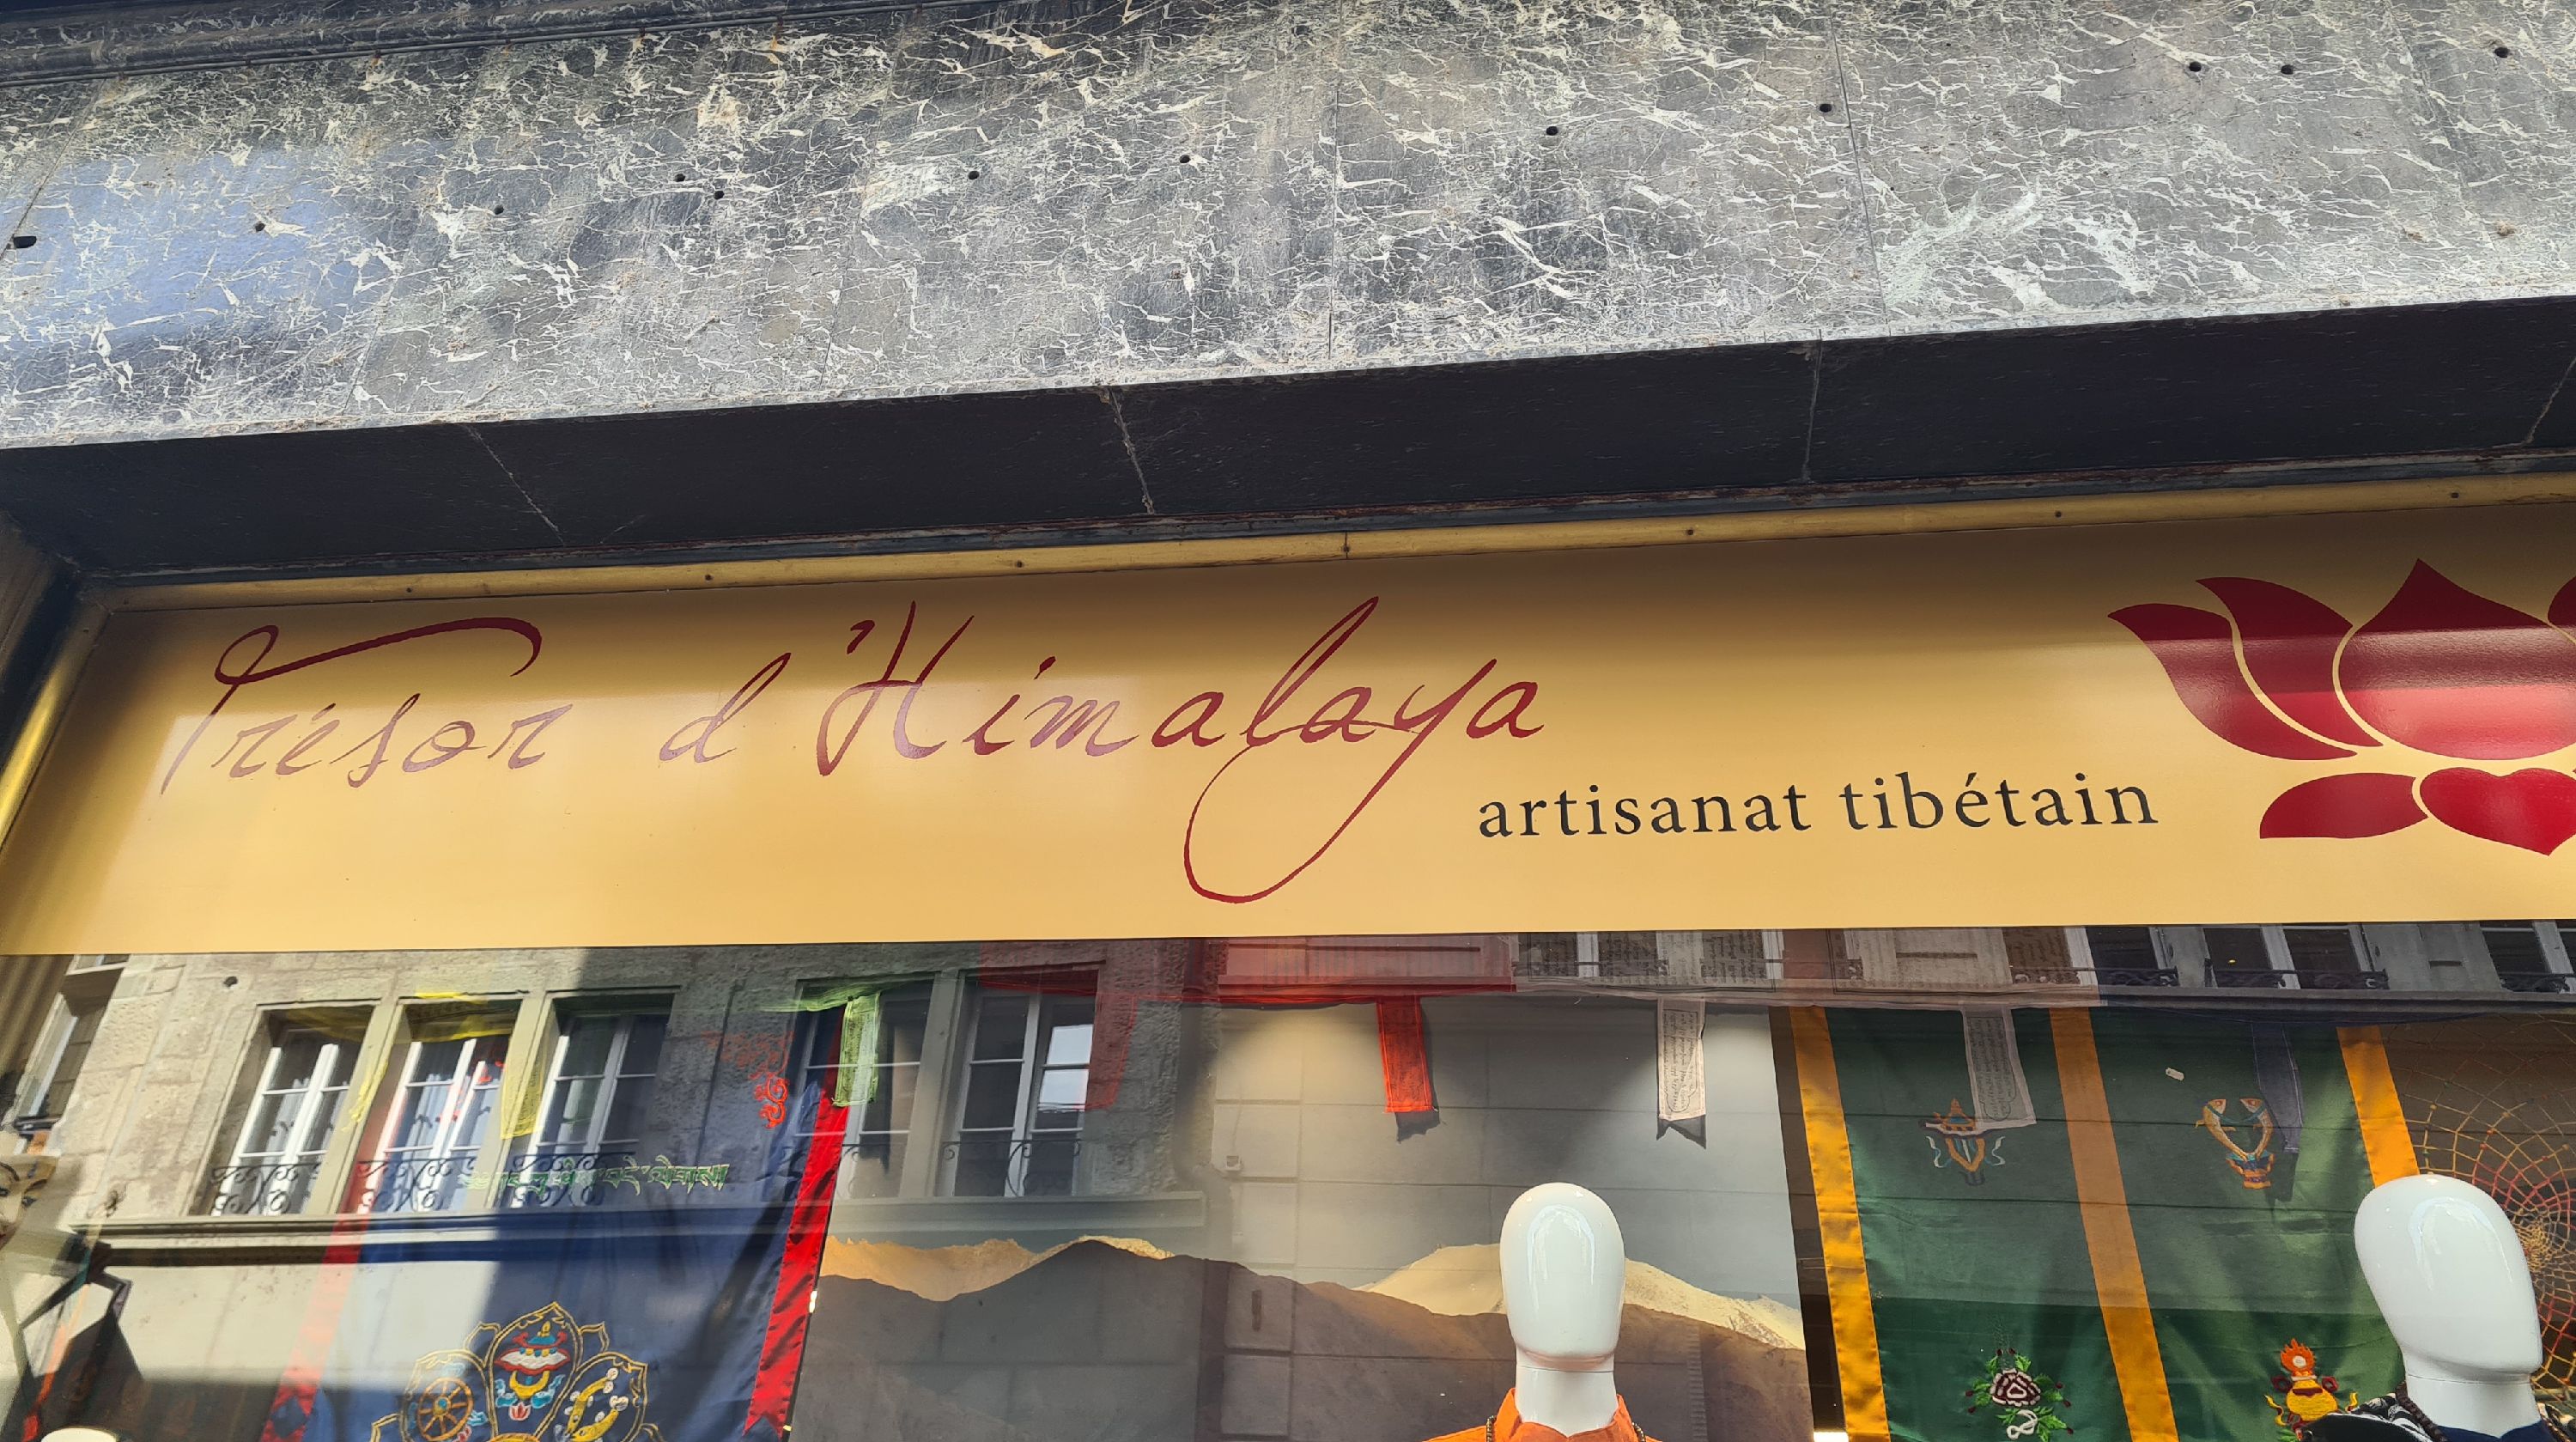 Trésor d'Himalaya
artisanat tibétain